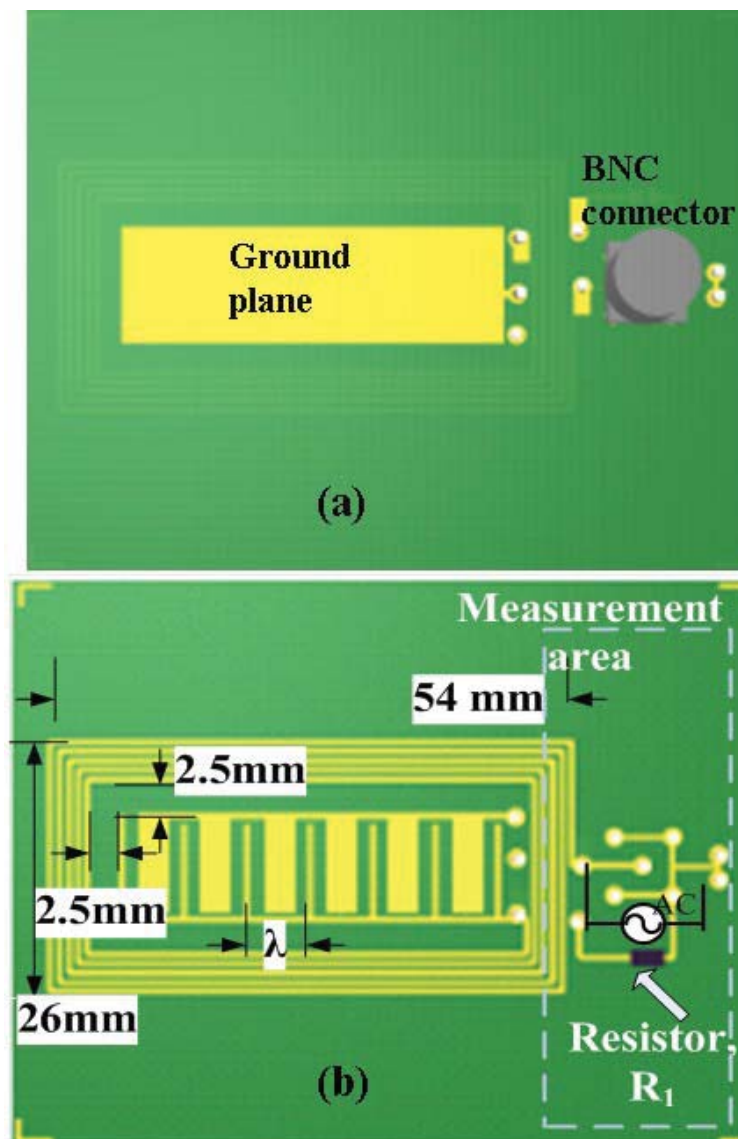 BNC
connector
Ground
plane
(a)
Measurement
area
54 mm
2.5mm
2.5mm
λ
AC
26mm
Resistor,
R₁
(b)